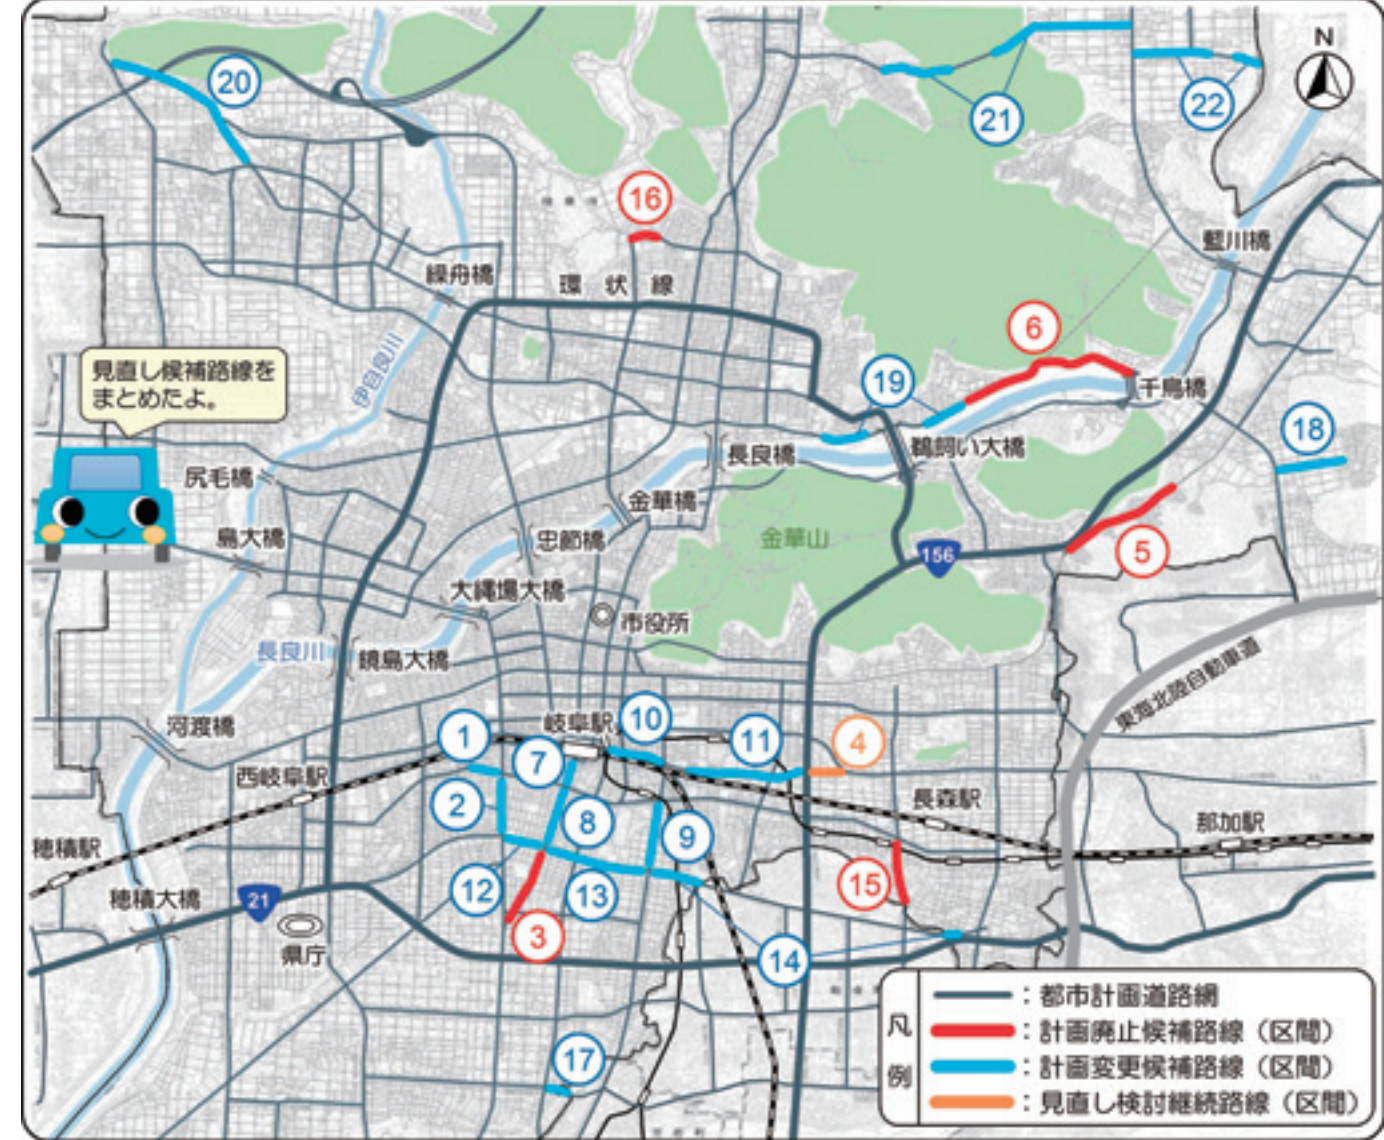 N
20
21
22
16
藍川橋
繰舟橋
環状線
6
伊自良川
見直し候補路線を
まとめたよ。
19
千鳥橋
18
長良橋
鵜飼い大橋
尻毛橋
金華橋
島大橋
忠節橋
金華山
156
5
大縄場大橋
市役所
長良川
鏡島大橋
東海北陸自動車道
河渡橋
岐阜駅
10
1
7
11
4
西岐阜駅
2
8
9
長森駅
那加駅
穂積駅
穂積大橋
21
12
13
15
3
県庁
14
17
凡例
：都市計画道路網
：計画廃止候補路線（区間）
：計画変更候補路線（区間）
：見直し検討継続路線（区間）